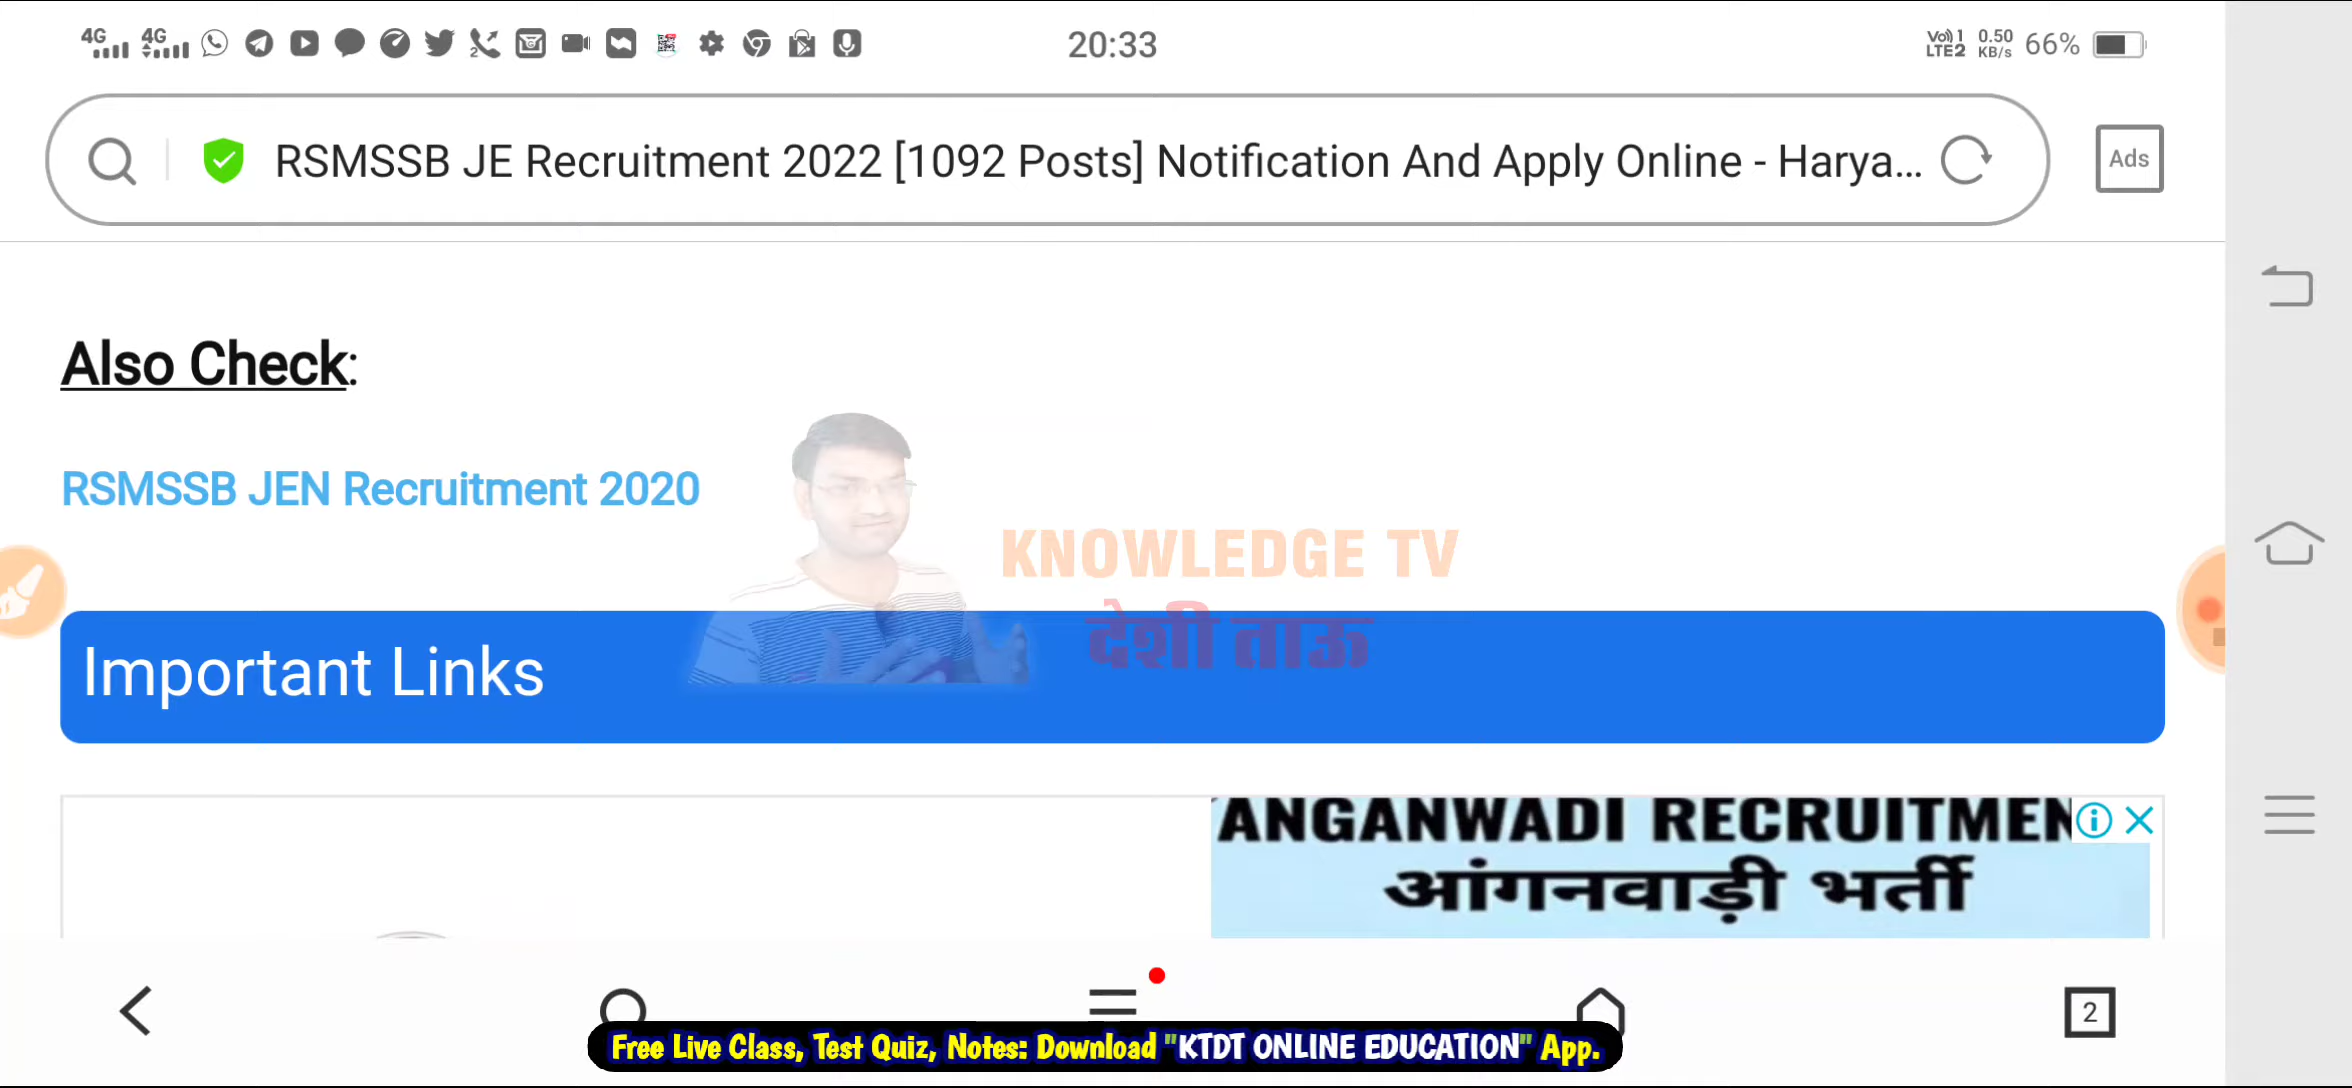 4G 4G 20:33 Vo)) 1 LTE2 0.50 KB/s 66%
RSMSSB JE Recruitment 2022 [1092 Posts] Notification And Apply Online - Harya...
Ads
Also Check:
RSMSSB JEN Recruitment 2020
KNOWLEDGE TV
देशी ताऊ
Important Links
ANGANWADI RECRUITMEN
आंगनवाड़ी भर्ती
2
Free Live Class, Test Quiz, Notes: Download "KTDT ONLINE EDUCATION" App.